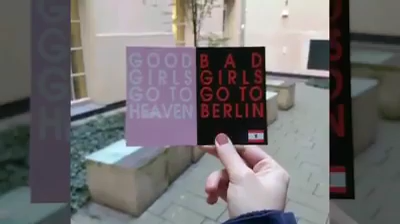 GOOD
GIRLS
GO TO
HEAVEN
BAD
GIRLS
GO TO
BERLIN